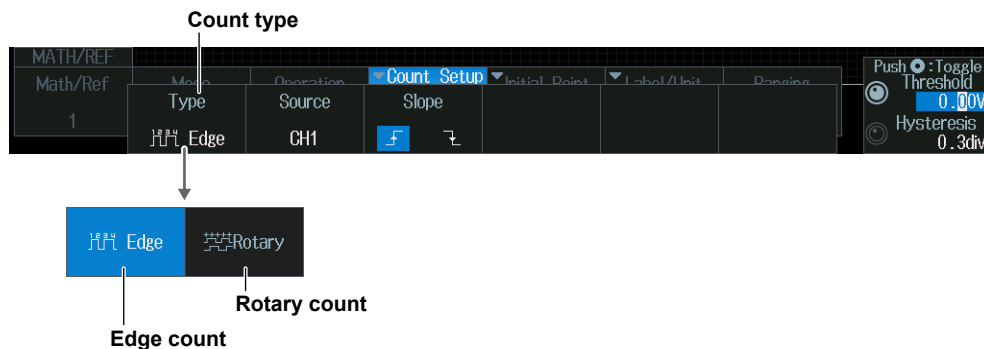 Count type
MATH/REF
Math/Ref Mode Operation Count Setup Initial Point Label/Unit Ranging
1
Type Source Slope
Edge CH1
Push :Toggle
Threshold
0.00V
Hysteresis
0.3div
Edge Rotary
Rotary count
Edge count